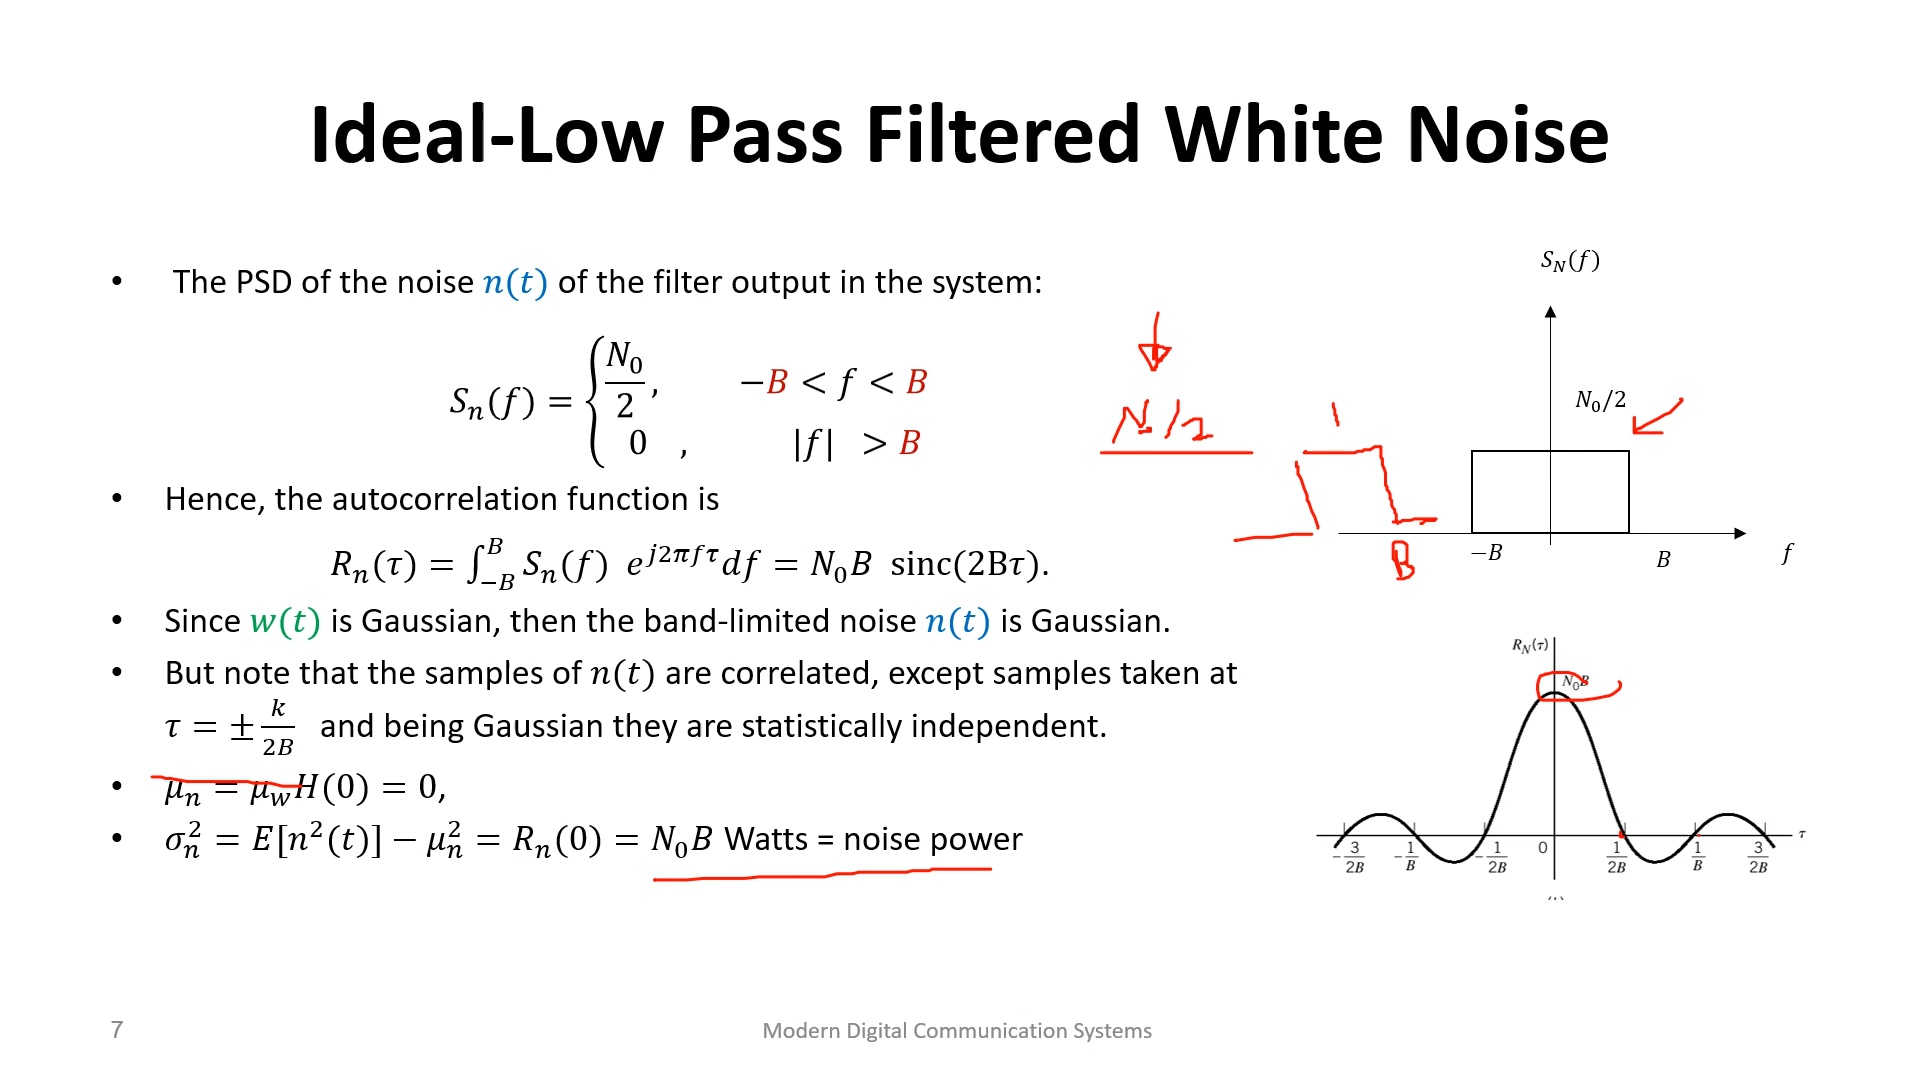 Ideal-Low Pass Filtered White Noise
• The PSD of the noise n(t) of the filter output in the system:
Sₙ(f) = { N₀/2 , −B < f < B
0 , |f| > B
• Hence, the autocorrelation function is
Rₙ(τ) = ∫_{−B}^{B} Sₙ(f) e^{j2πfτ} df = N₀B sinc(2Bτ).
• Since w(t) is Gaussian, then the band-limited noise n(t) is Gaussian.
• But note that the samples of n(t) are correlated, except samples taken at
τ = ± k/2B and being Gaussian they are statistically independent.
• μₙ = μ_w H(0) = 0,
• σₙ² = E[n²(t)] − μₙ² = Rₙ(0) = N₀B Watts = noise power
S_N(f)
N₀/2
−B
B
f
N₀/2
1
B
R_N(τ)
N₀B
τ
−3/2B −1/B −1/2B 0 1/2B 1/B 3/2B
7
Modern Digital Communication Systems